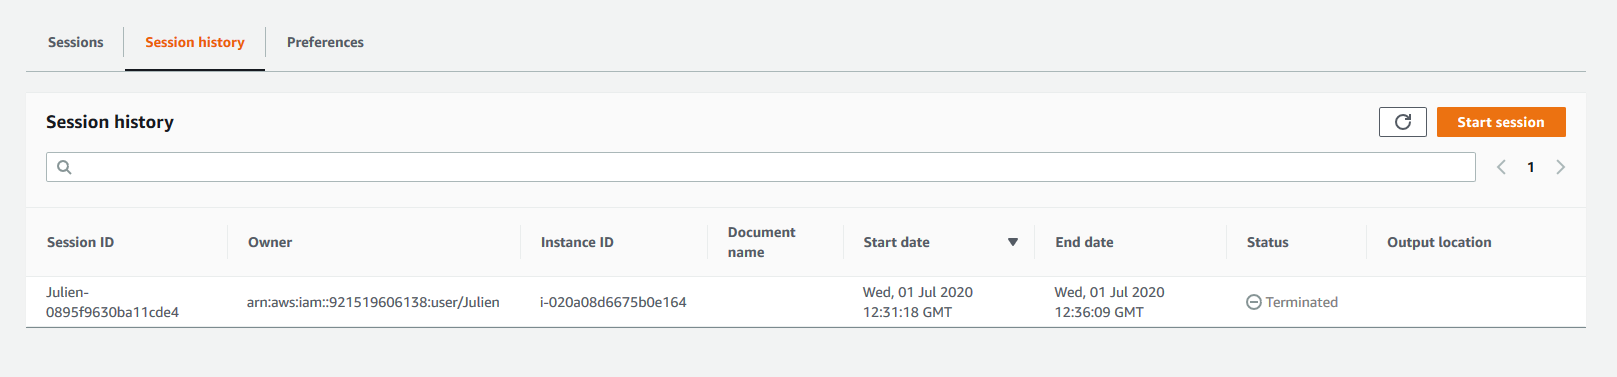 Sessions
Session history
Preferences
Session history
Start session
1
Session ID
Owner
Instance ID
Document
name
Start date
End date
Status
Output location
Julien-
0895f9630ba11cde4
arn:aws:iam::921519606138:user/Julien
i-020a08d6675b0e164
Wed, 01 Jul 2020
12:31:18 GMT
Wed, 01 Jul 2020
12:36:09 GMT
Terminated